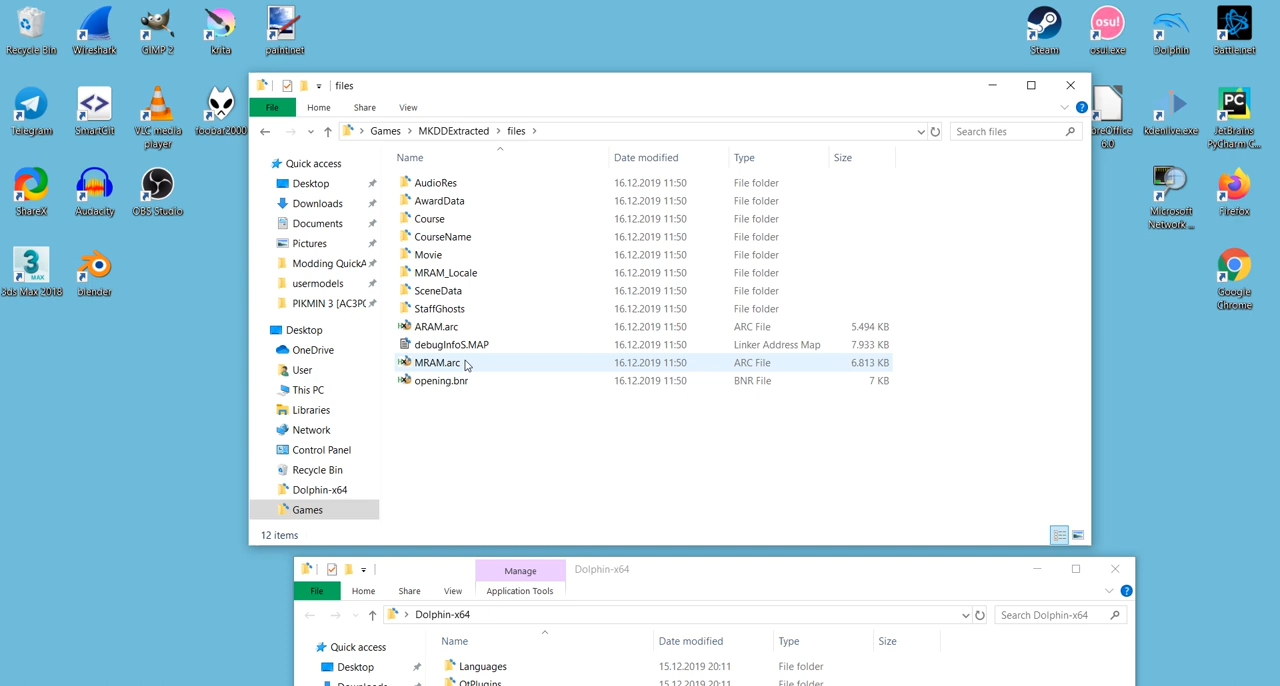 Recycle Bin
Wireshark
GIMP 2
krita
paint.net
Steam
osu!
osu!.exe
Dolphin
Battle.net
Telegram
SmartGit
VLC media player
foobar2000
breOffice 6.0
kdenlive.exe
PC
JetBrains PyCharm C...
ShareX
Audacity
OBS Studio
Microsoft Network ...
Firefox
3
MAX
3ds Max 2018
blender
Google Chrome
files
File
Home
Share
View
Games
MKDDExtracted
files
Search files
Name
Date modified
Type
Size
Quick access
Desktop
Downloads
Documents
Pictures
Modding QuickA
usermodels
PIKMIN 3 [AC3P
Desktop
OneDrive
User
This PC
Libraries
Network
Control Panel
Recycle Bin
Dolphin-x64
Games
AudioRes 16.12.2019 11:50 File folder
AwardData 16.12.2019 11:50 File folder
Course 16.12.2019 11:50 File folder
CourseName 16.12.2019 11:50 File folder
Movie 16.12.2019 11:50 File folder
MRAM_Locale 16.12.2019 11:50 File folder
SceneData 16.12.2019 11:50 File folder
StaffGhosts 16.12.2019 11:50 File folder
ARAM.arc 16.12.2019 11:50 ARC File 5.494 KB
debugInfoS.MAP 16.12.2019 11:50 Linker Address Map 7.933 KB
MRAM.arc 16.12.2019 11:50 ARC File 6.813 KB
opening.bnr 16.12.2019 11:50 BNR File 7 KB
12 items
Manage
Dolphin-x64
File
Home
Share
View
Application Tools
Dolphin-x64
Search Dolphin-x64
Name
Date modified
Type
Size
Quick access
Desktop
Languages 15.12.2019 20:11 File folder
QtPlugins 15.12.2019 20:11 File folder